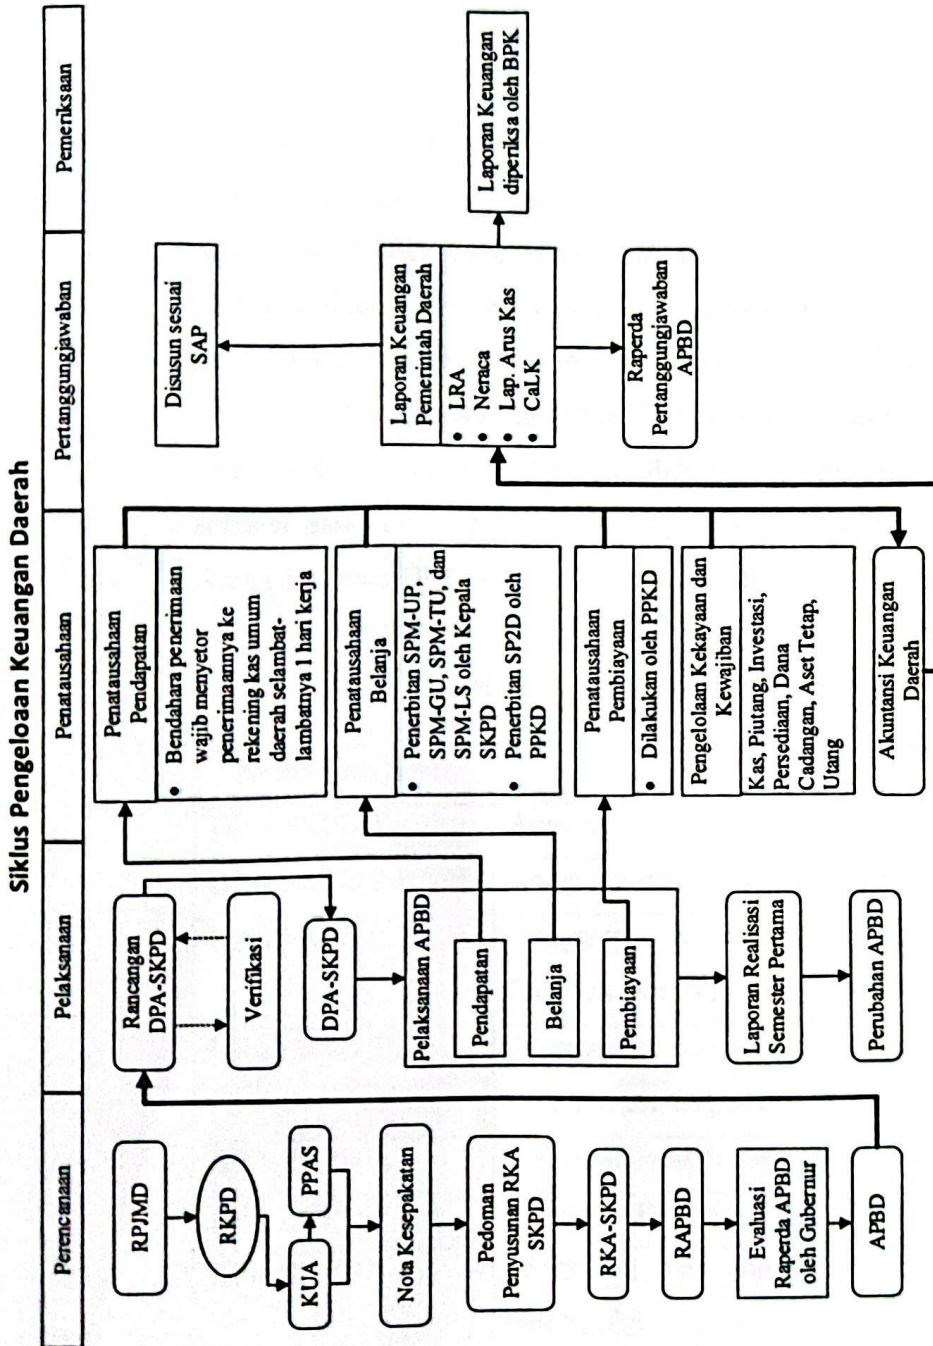 Siklus Pengeloaan Keuangan Daerah
Perencanaan
Pelaksanaan
Penatausahaan
Pertanggungjawaban
Pemeriksaan
RPJMD
RKPD
KUA
PPAS
Nota Kesepakatan
Pedoman
Penyusunan RKA
SKPD
RKA-SKPD
RAPBD
Evaluasi
Raperda APBD
oleh Gubernur
APBD
Rancangan
DPA-SKPD
Verifikasi
DPA-SKPD
Pelaksanaan APBD
Pendapatan
Belanja
Pembiayaan
Laporan Realisasi
Semester Pertama
Perubahan APBD
Penatausahaan
Pendapatan
• Bendahara penerimaan
wajib menyetor
penerimaannya ke
rekening kas umum
daerah selambat-
lambatnya 1 hari kerja
Penatausahaan
Belanja
• Penerbitan SPM-UP,
SPM-GU, SPM-TU, dan
SPM-LS oleh Kepala
SKPD
• Penerbitan SP2D oleh
PPKD
Penatausahaan
Pembiayaan
• Dilakukan oleh PPKD
Pengelolaan Kekayaan dan
Kewajiban
Kas, Piutang, Investasi,
Persediaan, Dana
Cadangan, Aset Tetap,
Utang
Akuntansi Keuangan
Daerah
Disusun sesuai
SAP
Laporan Keuangan
Pemerintah Daerah
• LRA
• Neraca
• Lap. Arus Kas
• CaLK
Raperda
Pertanggungjawaban
APBD
Laporan Keuangan
diperiksa oleh BPK